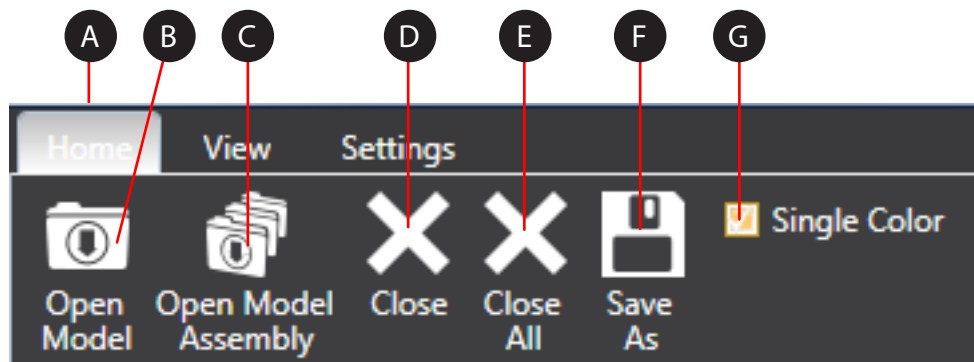 A B C D E F G
Home View Settings
Single Color
Open Model
Open Model Assembly
Close
Close All
Save As